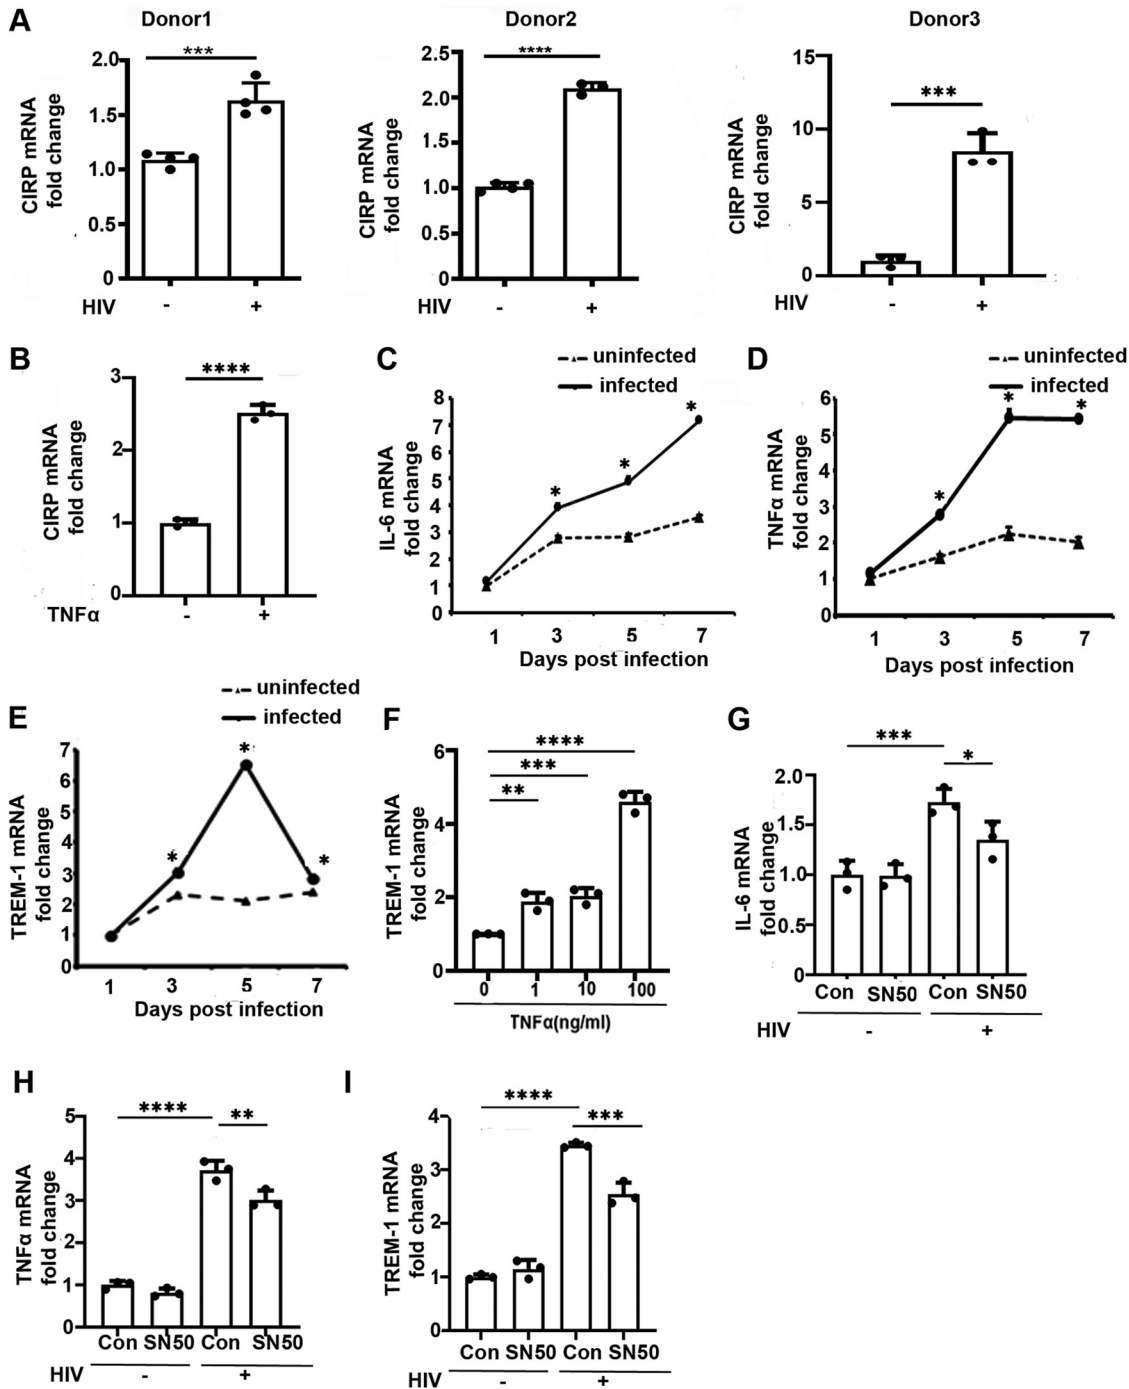 A
Donor1
Donor2
Donor3
CIRP mRNA
fold change
2.0
1.5
1.0
0.5
0
***
HIV
-
+
CIRP mRNA
fold change
2.5
2.0
1.5
1.0
0.5
0
****
HIV
-
+
CIRP mRNA
fold change
15
10
5
0
***
HIV
-
+
B
CIRP mRNA
fold change
3
2
1
0
****
TNFα
-
+
C
uninfected
infected
IL-6 mRNA
fold change
8
7
6
5
4
3
2
1
0
*
*
*
1 3 5 7
Days post infection
D
uninfected
infected
TNFα mRNA
fold change
6
5
4
3
2
1
0
*
*
*
1 3 5 7
Days post infection
E
uninfected
infected
TREM-1 mRNA
fold change
7
6
5
4
3
2
1
0
*
*
*
1 3 5 7
Days post infection
F
TREM-1 mRNA
fold change
6
4
2
0
****
***
**
0 1 10 100
TNFα(ng/ml)
G
IL-6 mRNA
fold change
2.0
1.5
1.0
0.5
0
***
*
Con SN50 Con SN50
HIV - +
H
TNFα mRNA
fold change
5
4
3
2
1
0
****
**
Con SN50 Con SN50
HIV - +
I
TREM-1 mRNA
fold change
4
3
2
1
0
****
***
Con SN50 Con SN50
HIV - +